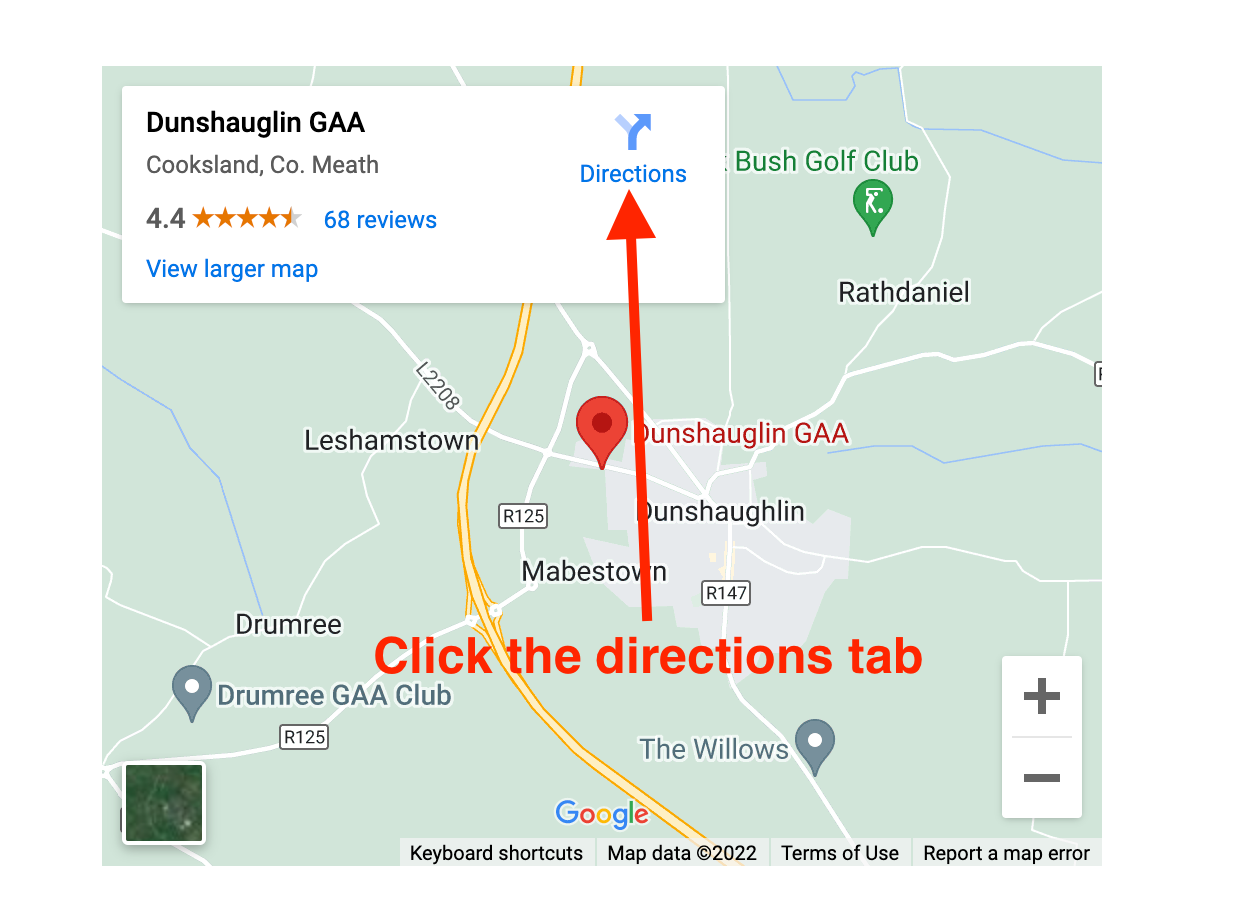 Dunshauglin GAA
Cooksland, Co. Meath
Directions
4.4
68 reviews
View larger map
Bush Golf Club
Rathdaniel
L2208
Leshamstown
Dunshauglin GAA
R125
Dunshaughlin
Mabestown
R147
Drumree
Click the directions tab
Drumree GAA Club
R125
The Willows
Google
Keyboard shortcuts
Map data ©2022
Terms of Use
Report a map error